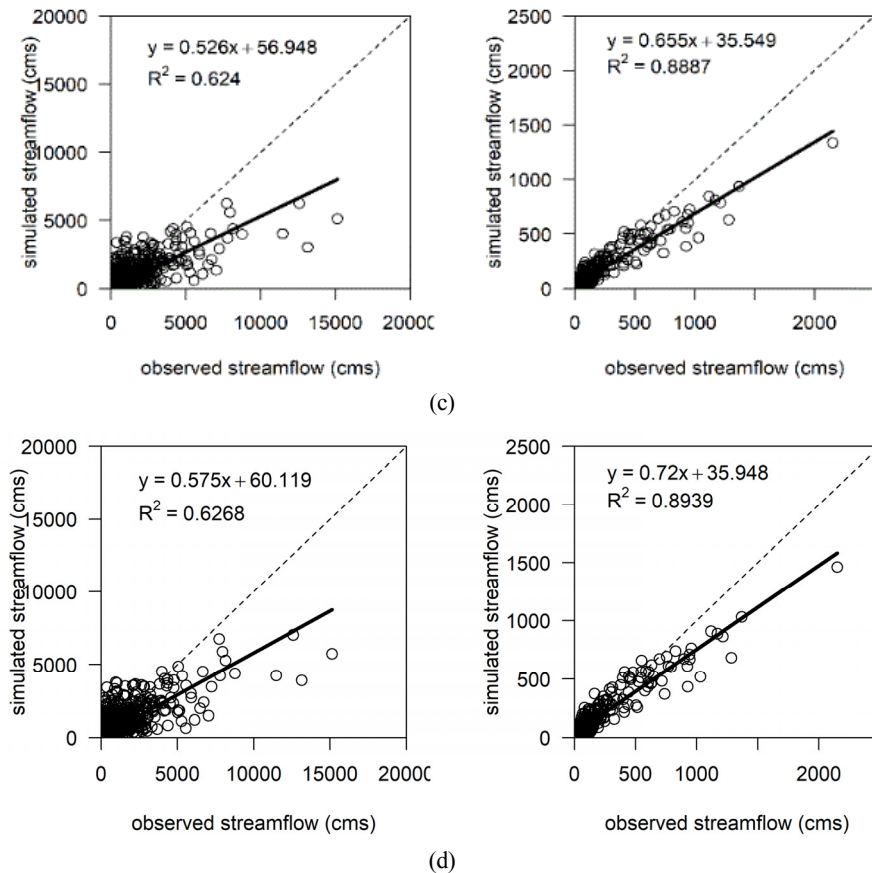 20000
15000
10000
5000
0
simulated streamflow (cms)
y = 0.526x + 56.948
R² = 0.624
0 5000 10000 15000 2000
observed streamflow (cms)
2500
2000
1500
1000
500
0
simulated streamflow (cms)
y = 0.655x + 35.549
R² = 0.8887
0 500 1000 2000
observed streamflow (cms)
(c)
20000
15000
10000
5000
0
simulated streamflow (cms)
y = 0.575x + 60.119
R² = 0.6268
0 5000 10000 15000 2000
observed streamflow (cms)
2500
2000
1500
1000
500
0
simulated streamflow (cms)
y = 0.72x + 35.948
R² = 0.8939
0 500 1000 2000
observed streamflow (cms)
(d)